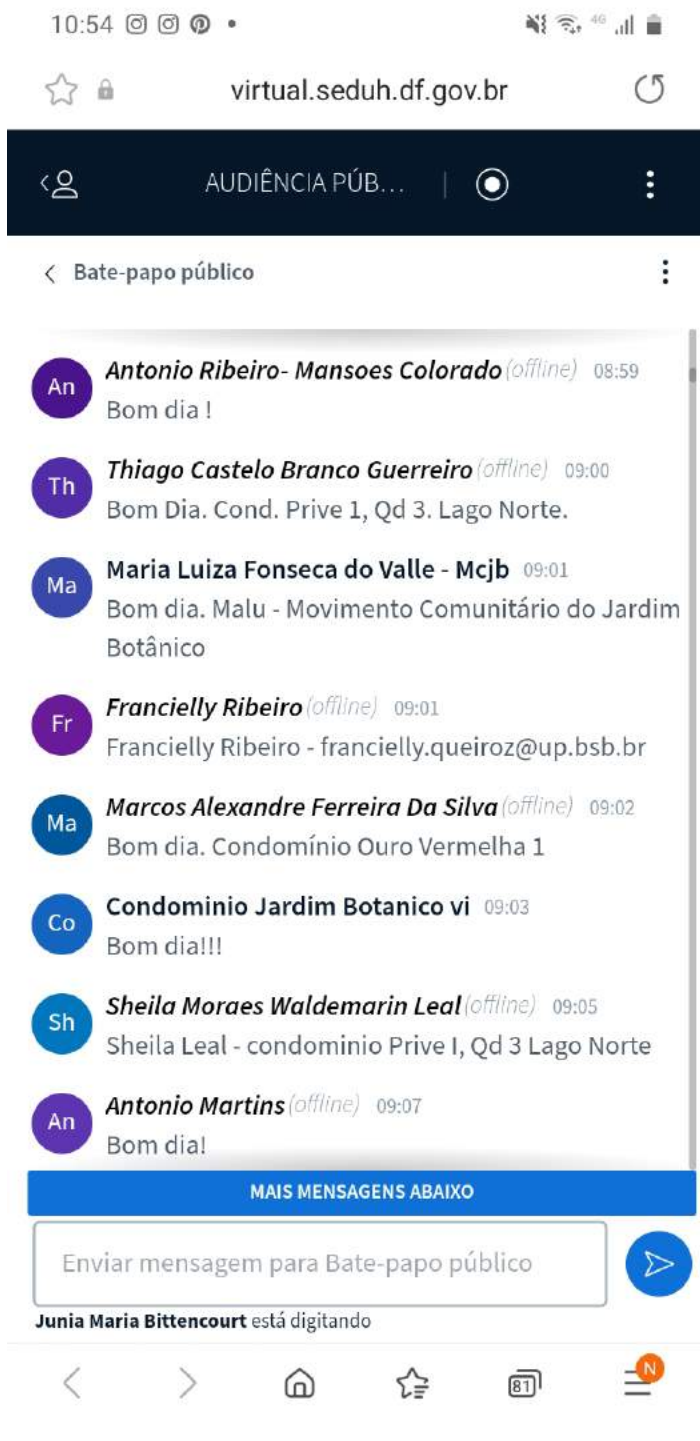 10:54
4G
virtual.seduh.df.gov.br
AUDIÊNCIA PÚB...
Bate-papo público
An
Antonio Ribeiro- Mansoes Colorado (offline) 08:59
Bom dia !
Th
Thiago Castelo Branco Guerreiro (offline) 09:00
Bom Dia. Cond. Prive 1, Qd 3. Lago Norte.
Ma
Maria Luiza Fonseca do Valle - Mcjb 09:01
Bom dia. Malu - Movimento Comunitário do Jardim
Botânico
Fr
Francielly Ribeiro (offline) 09:01
Francielly Ribeiro - francielly.queiroz@up.bsb.br
Ma
Marcos Alexandre Ferreira Da Silva (offline) 09:02
Bom dia. Condomínio Ouro Vermelha 1
Co
Condominio Jardim Botanico vi 09:03
Bom dia!!!
Sh
Sheila Moraes Waldemarin Leal (offline) 09:05
Sheila Leal - condominio Prive I, Qd 3 Lago Norte
An
Antonio Martins (offline) 09:07
Bom dia!
MAIS MENSAGENS ABAIXO
Enviar mensagem para Bate-papo público
Junia Maria Bittencourt está digitando
81
N